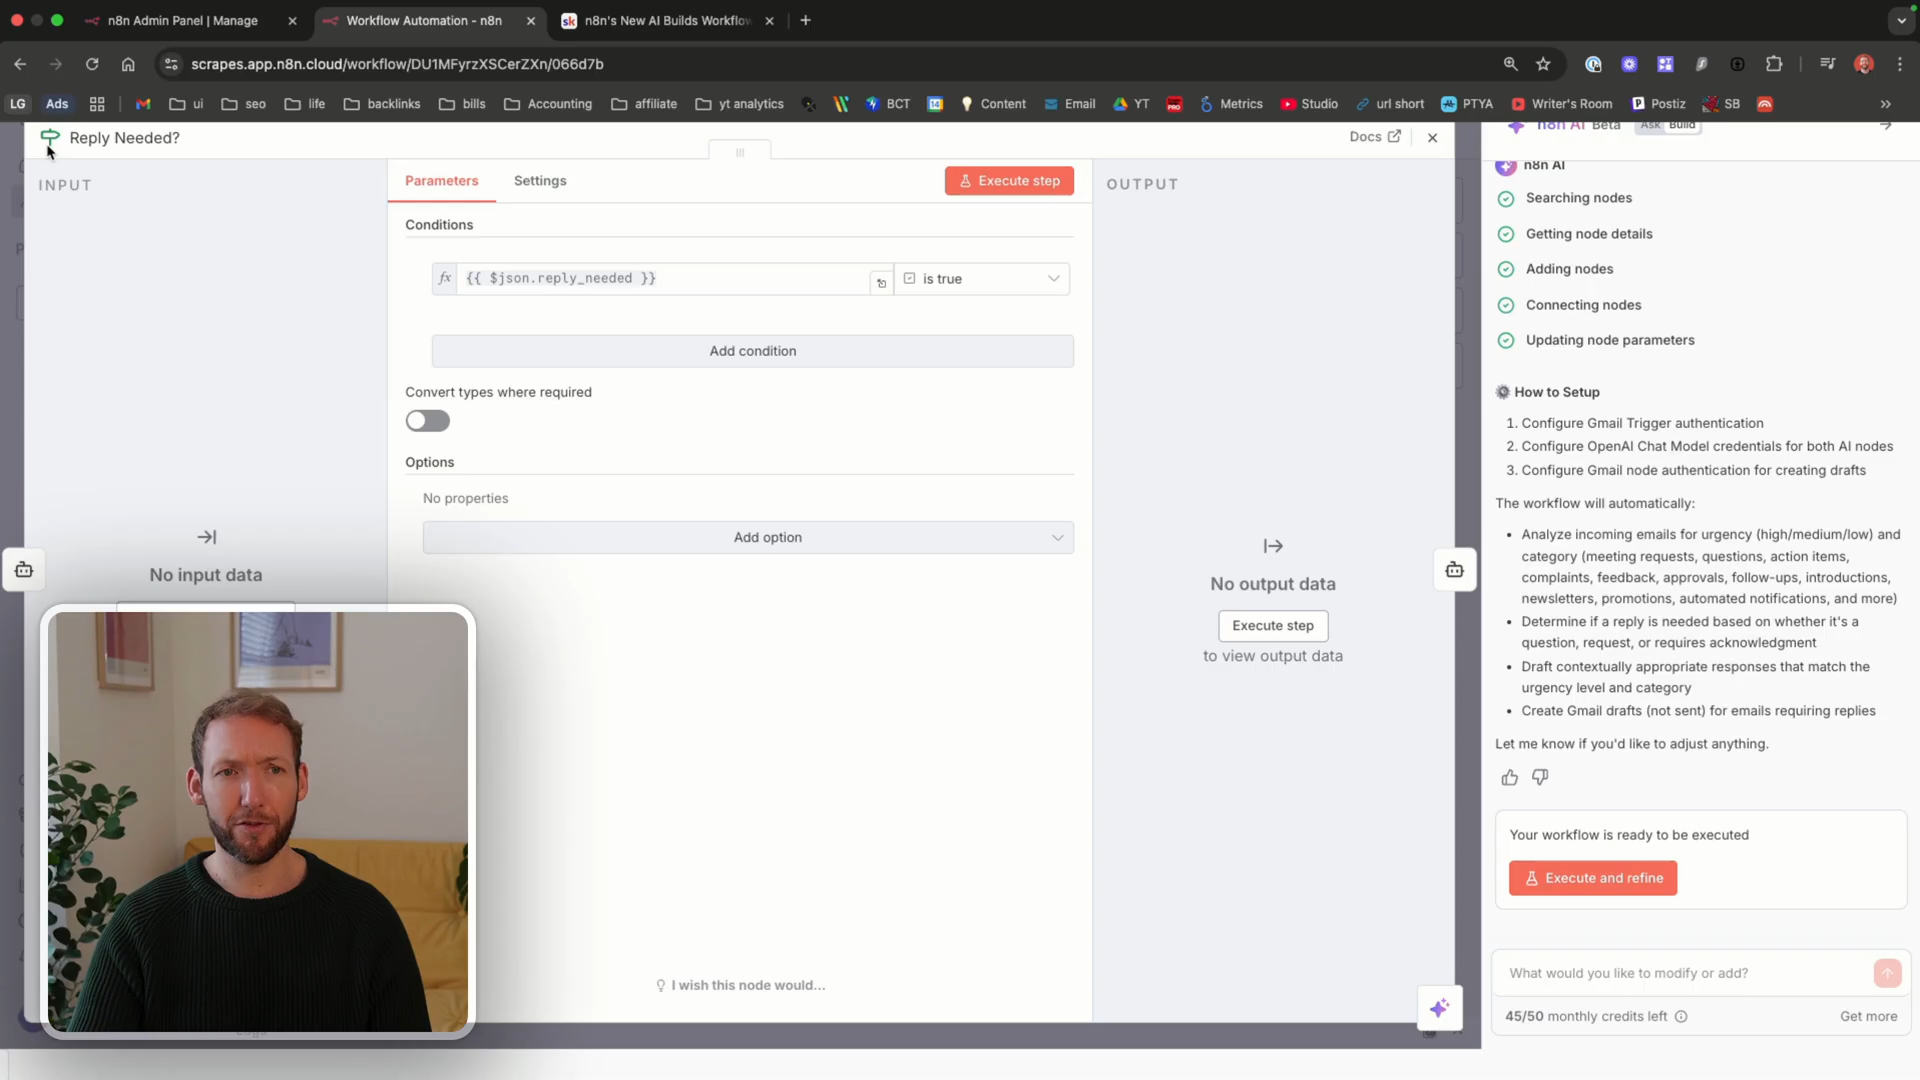 n8n Admin Panel | Manage
Workflow Automation - n8n
n8n's New AI Builds Workflow
scrapes.app.n8n.cloud/workflow/DU1MFyrzXSCerZXn/066d7b
LG
Ads
ui
seo
life
backlinks
bills
Accounting
affiliate
yt analytics
BCT
14
Content
Email
YT
PRO
Metrics
Studio
url short
PTYA
Writer's Room
Postiz
SB
Reply Needed?
Docs
n8n AI Beta
Ask
Build
INPUT
Parameters
Settings
Execute step
OUTPUT
Conditions
fx
{{ $json.reply_needed }}
is true
Add condition
Convert types where required
Options
No properties
Add option
No input data
No output data
Execute step
to view output data
I wish this node would...
n8n AI
Searching nodes
Getting node details
Adding nodes
Connecting nodes
Updating node parameters
How to Setup
1. Configure Gmail Trigger authentication
2. Configure OpenAI Chat Model credentials for both AI nodes
3. Configure Gmail node authentication for creating drafts
The workflow will automatically:
• Analyze incoming emails for urgency (high/medium/low) and
category (meeting requests, questions, action items,
complaints, feedback, approvals, follow-ups, introductions,
newsletters, promotions, automated notifications, and more)
• Determine if a reply is needed based on whether it's a
question, request, or requires acknowledgment
• Draft contextually appropriate responses that match the
urgency level and category
• Create Gmail drafts (not sent) for emails requiring replies
Let me know if you'd like to adjust anything.
Your workflow is ready to be executed
Execute and refine
What would you like to modify or add?
45/50 monthly credits left
Get more